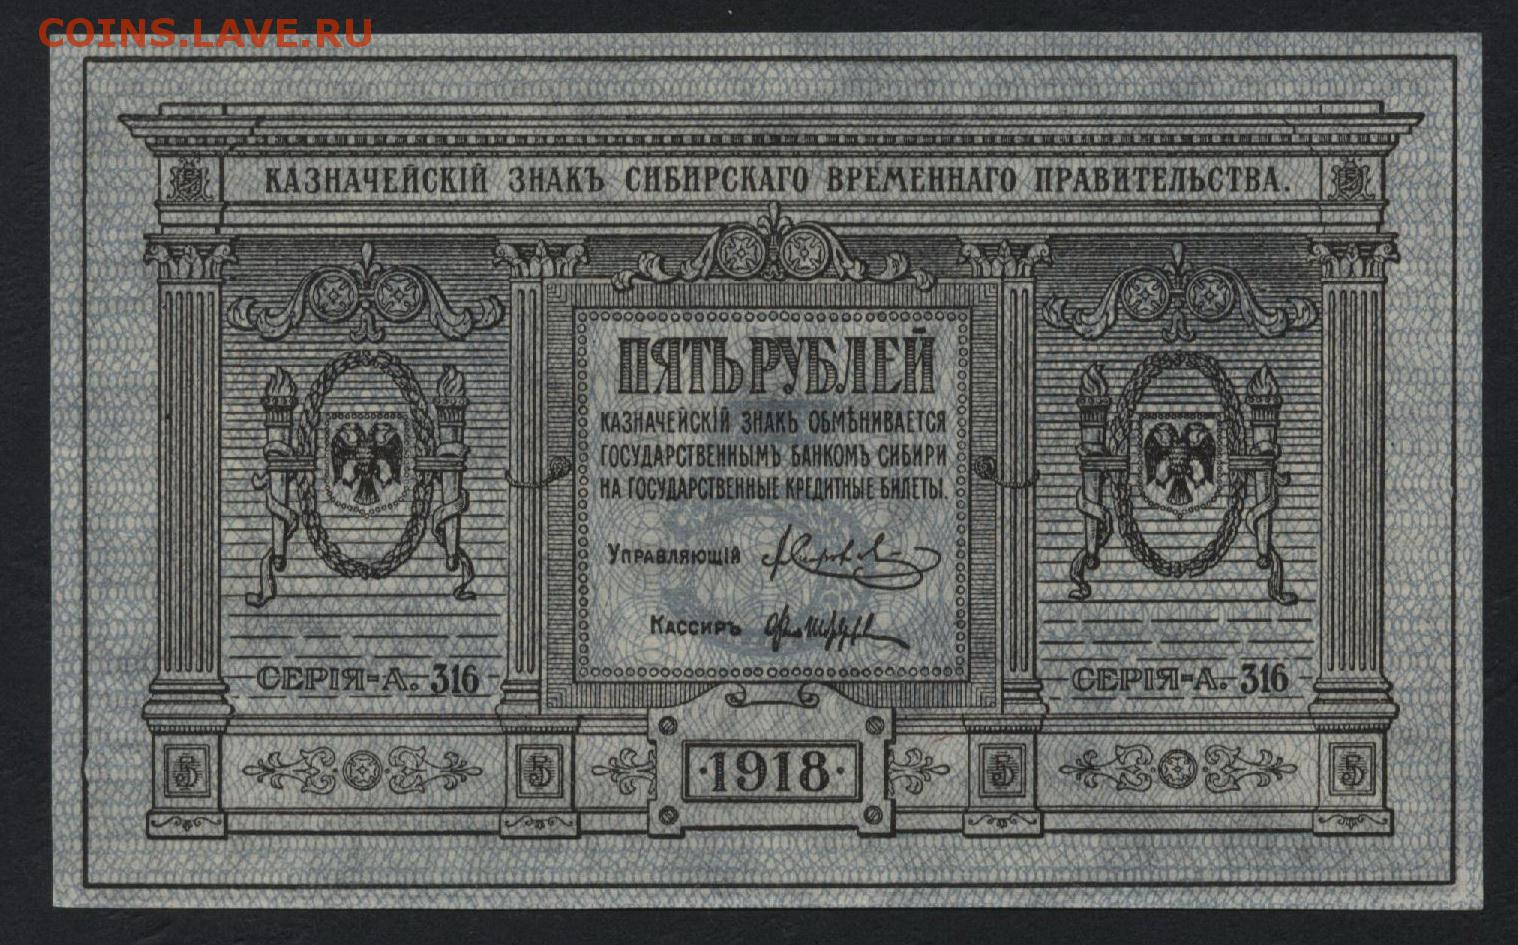 COINS.LAVE.RU
КАЗНАЧЕЙСКІЙ ЗНАКЪ СИБИРСКАГО ВРЕМЕННАГО ПРАВИТЕЛЬСТВА.
ПЯТЬ РУБЛЕЙ
КАЗНАЧЕЙСКІЙ ЗНАКЪ ОБМѢНИВАЕТСЯ
ГОСУДАРСТВЕННЫМЪ БАНКОМЪ СИБИРИ
НА ГОСУДАРСТВЕННЫЕ КРЕДИТНЫЕ БИЛЕТЫ.
УПРАВЛЯЮЩІЙ
КАССИРЪ
СЕРІЯ-А. 316
СЕРІЯ-А. 316
5 5 5 5
·1918·